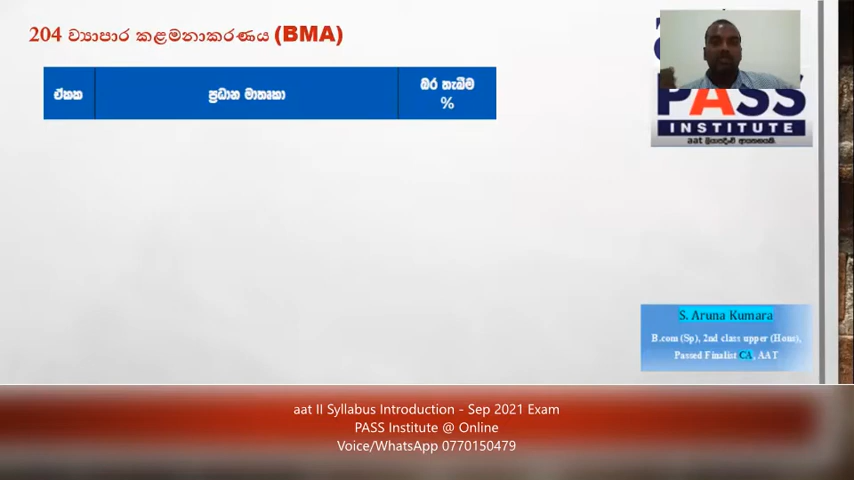 204 ව්‍යාපාර කළමනාකරණය (BMA)
ඒකක
ප්‍රධාන මාතෘකා
බර තැබීම
%
PASS
INSTITUTE
S. Aruna Kumara
B.com (Sp), 2nd class upper (Hons),
Passed Finalist CA, AAT
aat II Syllabus Introduction - Sep 2021 Exam
PASS Institute @ Online
Voice/WhatsApp 0770150479